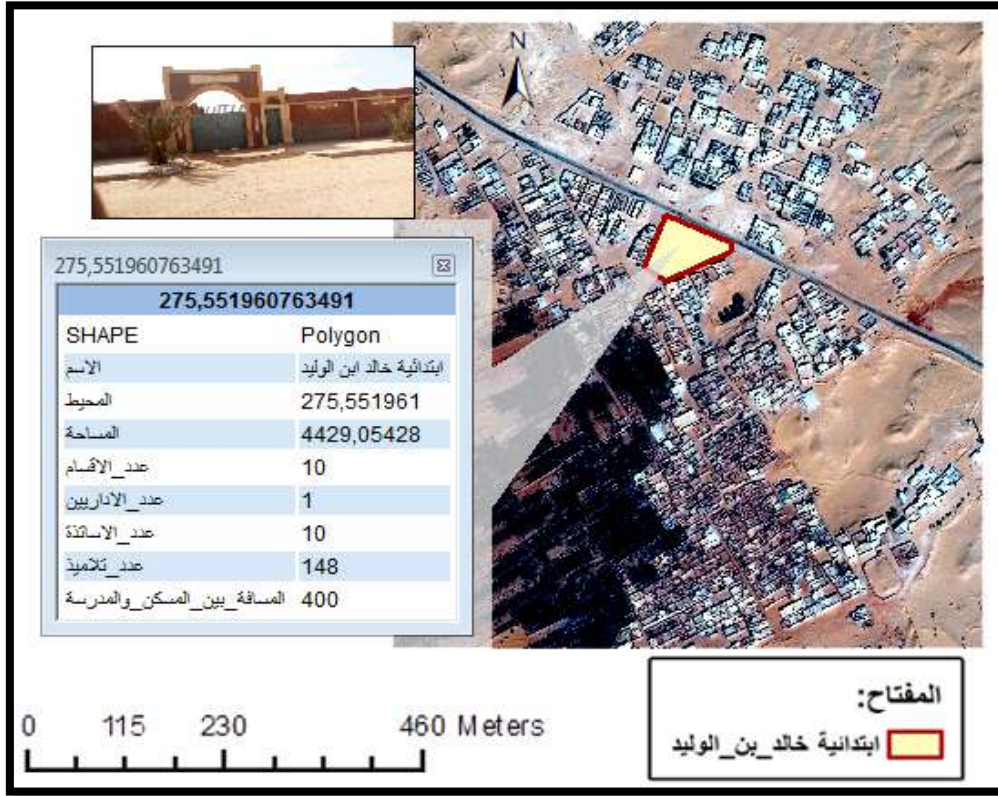 N
275,551960763491
275,551960763491
SHAPE Polygon
الاسم ابتدائية خالد ابن الوليد
المحيط 275,551961
المساحة 4429,05428
عدد_الاقسام 10
عدد_الاداريين 1
عدد_الاساتذة 10
عدد_تلاميذ 148
المسافة_بين_المسكن_والمدرسة 400
المفتاح:
ابتدائية خالد_بن_الوليد
0 115 230 460 Meters